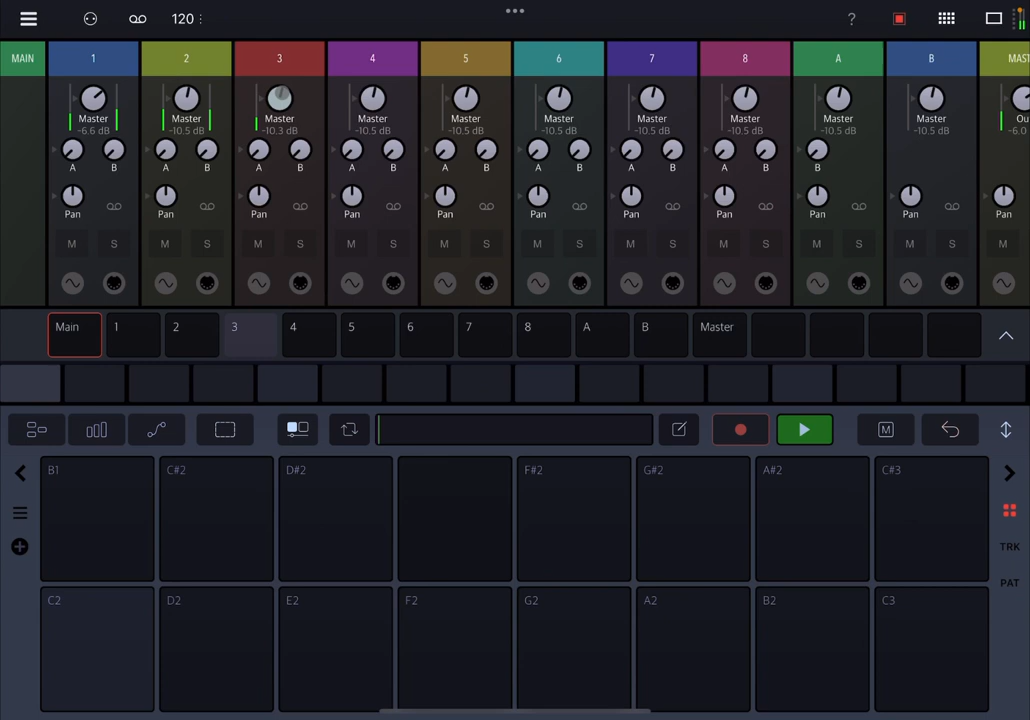 120
?
MAIN 1 2 3 4 5 6 7 8 A B MAS
Master Master Master Master Master Master Master Master Master Master Ou
-6.6 dB -10.5 dB -10.3 dB -10.5 dB -10.5 dB -10.5 dB -10.5 dB -10.5 dB -10.5 dB -10.5 dB -6.0
A B A B A B A B A B A B A B A B B
Pan Pan Pan Pan Pan Pan Pan Pan Pan Pan Pan
M S M S M S M S M S M S M S M S M S M S M
Main 1 2 3 4 5 6 7 8 A B Master
M
B1 C#2 D#2 F#2 G#2 A#2 C#3
TRK
PAT
C2 D2 E2 F2 G2 A2 B2 C3